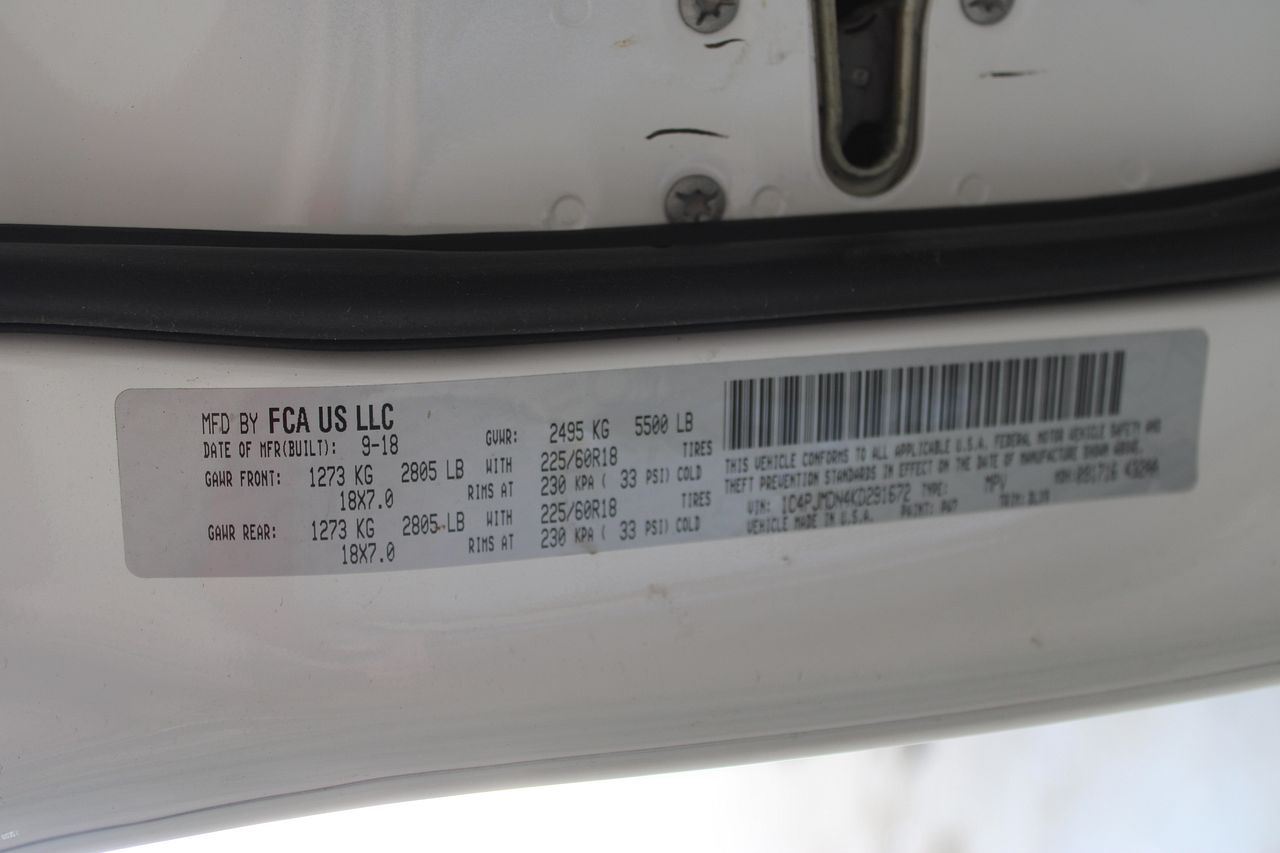 MFD BY FCA US LLC
DATE OF MFR(BUILT): 9-18
GVWR: 2495 KG 5500 LB
GAWR FRONT: 1273 KG 2805 LB WITH 225/60R18 TIRES
18X7.0 RIMS AT 230 KPA ( 33 PSI) COLD
GAWR REAR: 1273 KG 2805 LB WITH 225/60R18 TIRES
18X7.0 RIMS AT 230 KPA ( 33 PSI) COLD
THIS VEHICLE CONFORMS TO ALL APPLICABLE U.S.A. FEDERAL MOTOR VEHICLE SAFETY AND
THEFT PREVENTION STANDARDS IN EFFECT ON THE DATE OF MANUFACTURE SHOWN ABOVE.
VIN: 1C4PJMDN4KD291672 TYPE: MPV
VEHICLE MADE IN U.S.A. PAINT: PW7